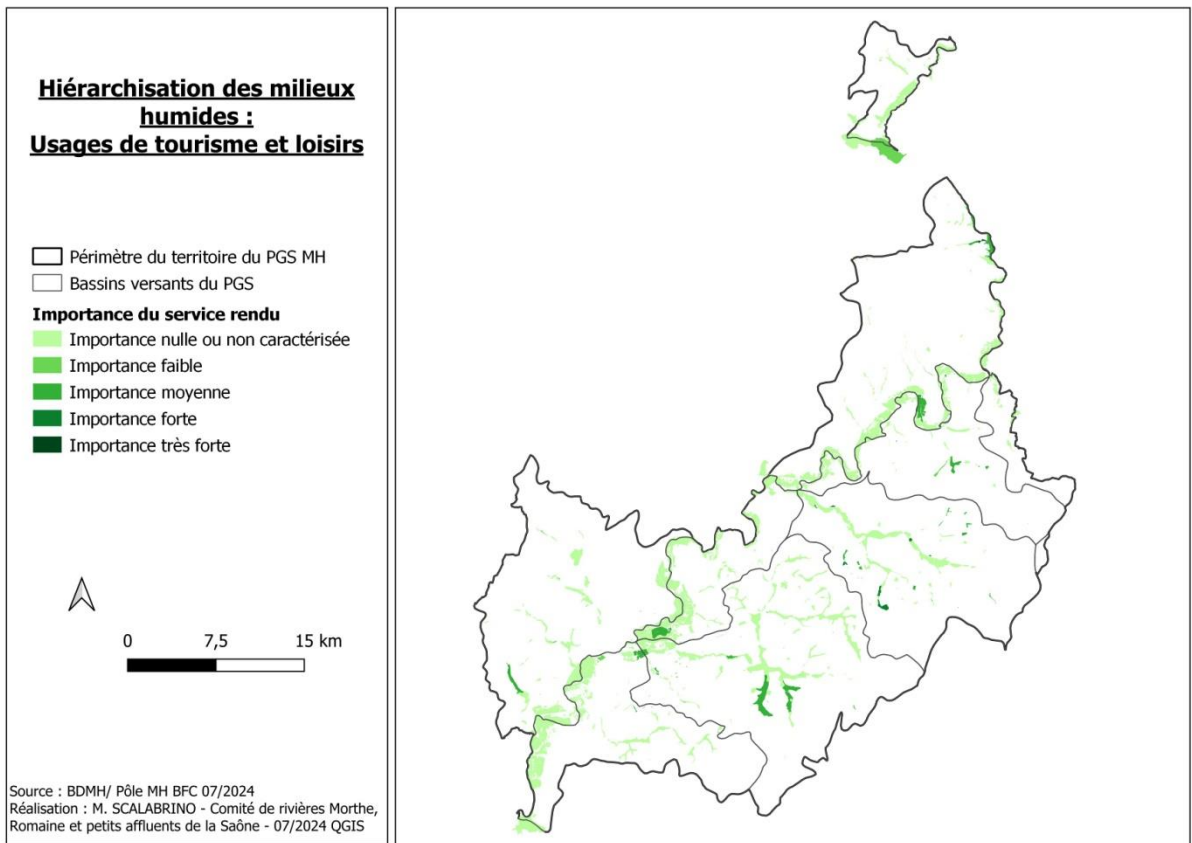 Hiérarchisation des milieux
humides :
Usages de tourisme et loisirs
Périmètre du territoire du PGS MH
Bassins versants du PGS
Importance du service rendu
Importance nulle ou non caractérisée
Importance faible
Importance moyenne
Importance forte
Importance très forte
0 7,5 15 km
Source : BDMH/ Pôle MH BFC 07/2024
Réalisation : M. SCALABRINO - Comité de rivières Morthe,
Romaine et petits affluents de la Saône - 07/2024 QGIS